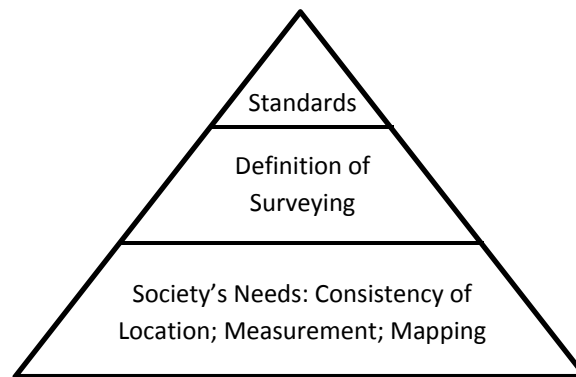 Standards
Definition of
Surveying
Society’s Needs: Consistency of
Location; Measurement; Mapping